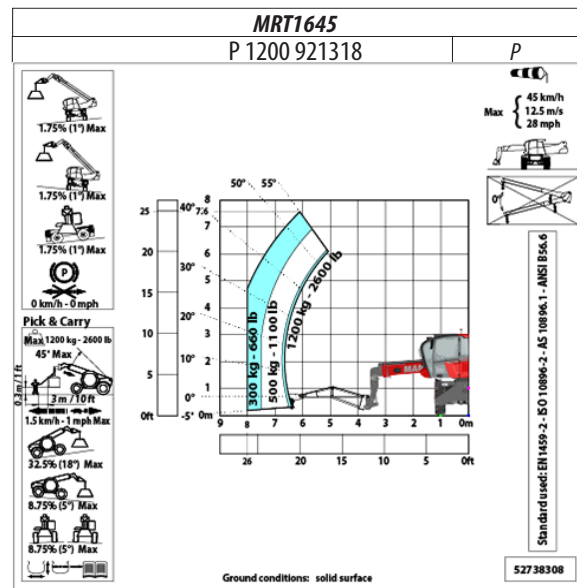 MRT1645
P 1200 921318
P
1.75% (1°) Max
1.75% (1°) Max
1.75% (1°) Max
P
0 km/h - 0 mph
Pick & Carry
Max 1200 kg - 2600 lb
45° Max
0.3 m / 1 ft
3 m / 10 ft
1.5 km/h - 1 mph Max
32.5% (18°) Max
8.75% (5°) Max
8.75% (5°) Max
Max
45 km/h
12.5 m/s
28 mph
0°
Standard used: EN 1459-2 - ISO 10896-2 - AS 10896.1 - ANSI B56.6
52738308
55°
50°
40°
30°
20°
10°
0°
-5°
25
20
15
10
5
0ft
8
7.6
7
6
5
4
3
2
1
0m
300 kg - 660 lb
500 kg - 1100 lb
1200 kg - 2600 lb
9 8 7 6 5 4 3 2 1 0m
26 20 15 10 5 0ft
Ground conditions: solid surface